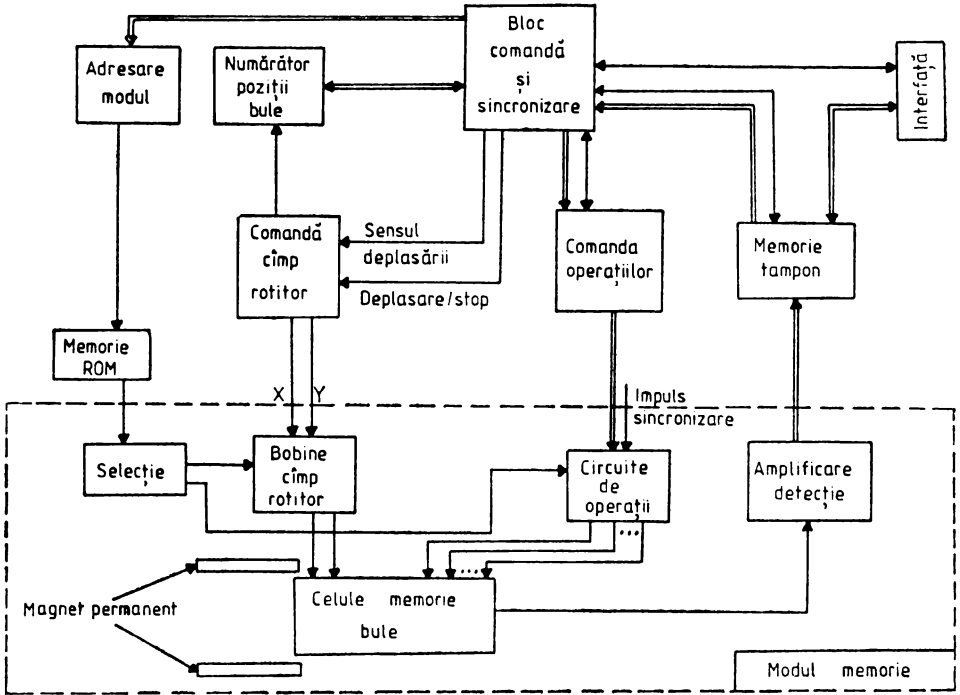 Bloc
comandă
și
sincronizare
Adresare
modul
Numărător
poziții
bule
Interfață
Comandă
cîmp
rotitor
Sensul
deplasării
Deplasare/stop
Comanda
operațiilor
Memorie
tampon
Memorie
ROM
X
Y
Impuls
sincronizare
Selecție
Bobine
cîmp
rotitor
Circuite
de
operații
Amplificare
detecție
...
...
Magnet permanent
Celule memorie
bule
Modul memorie